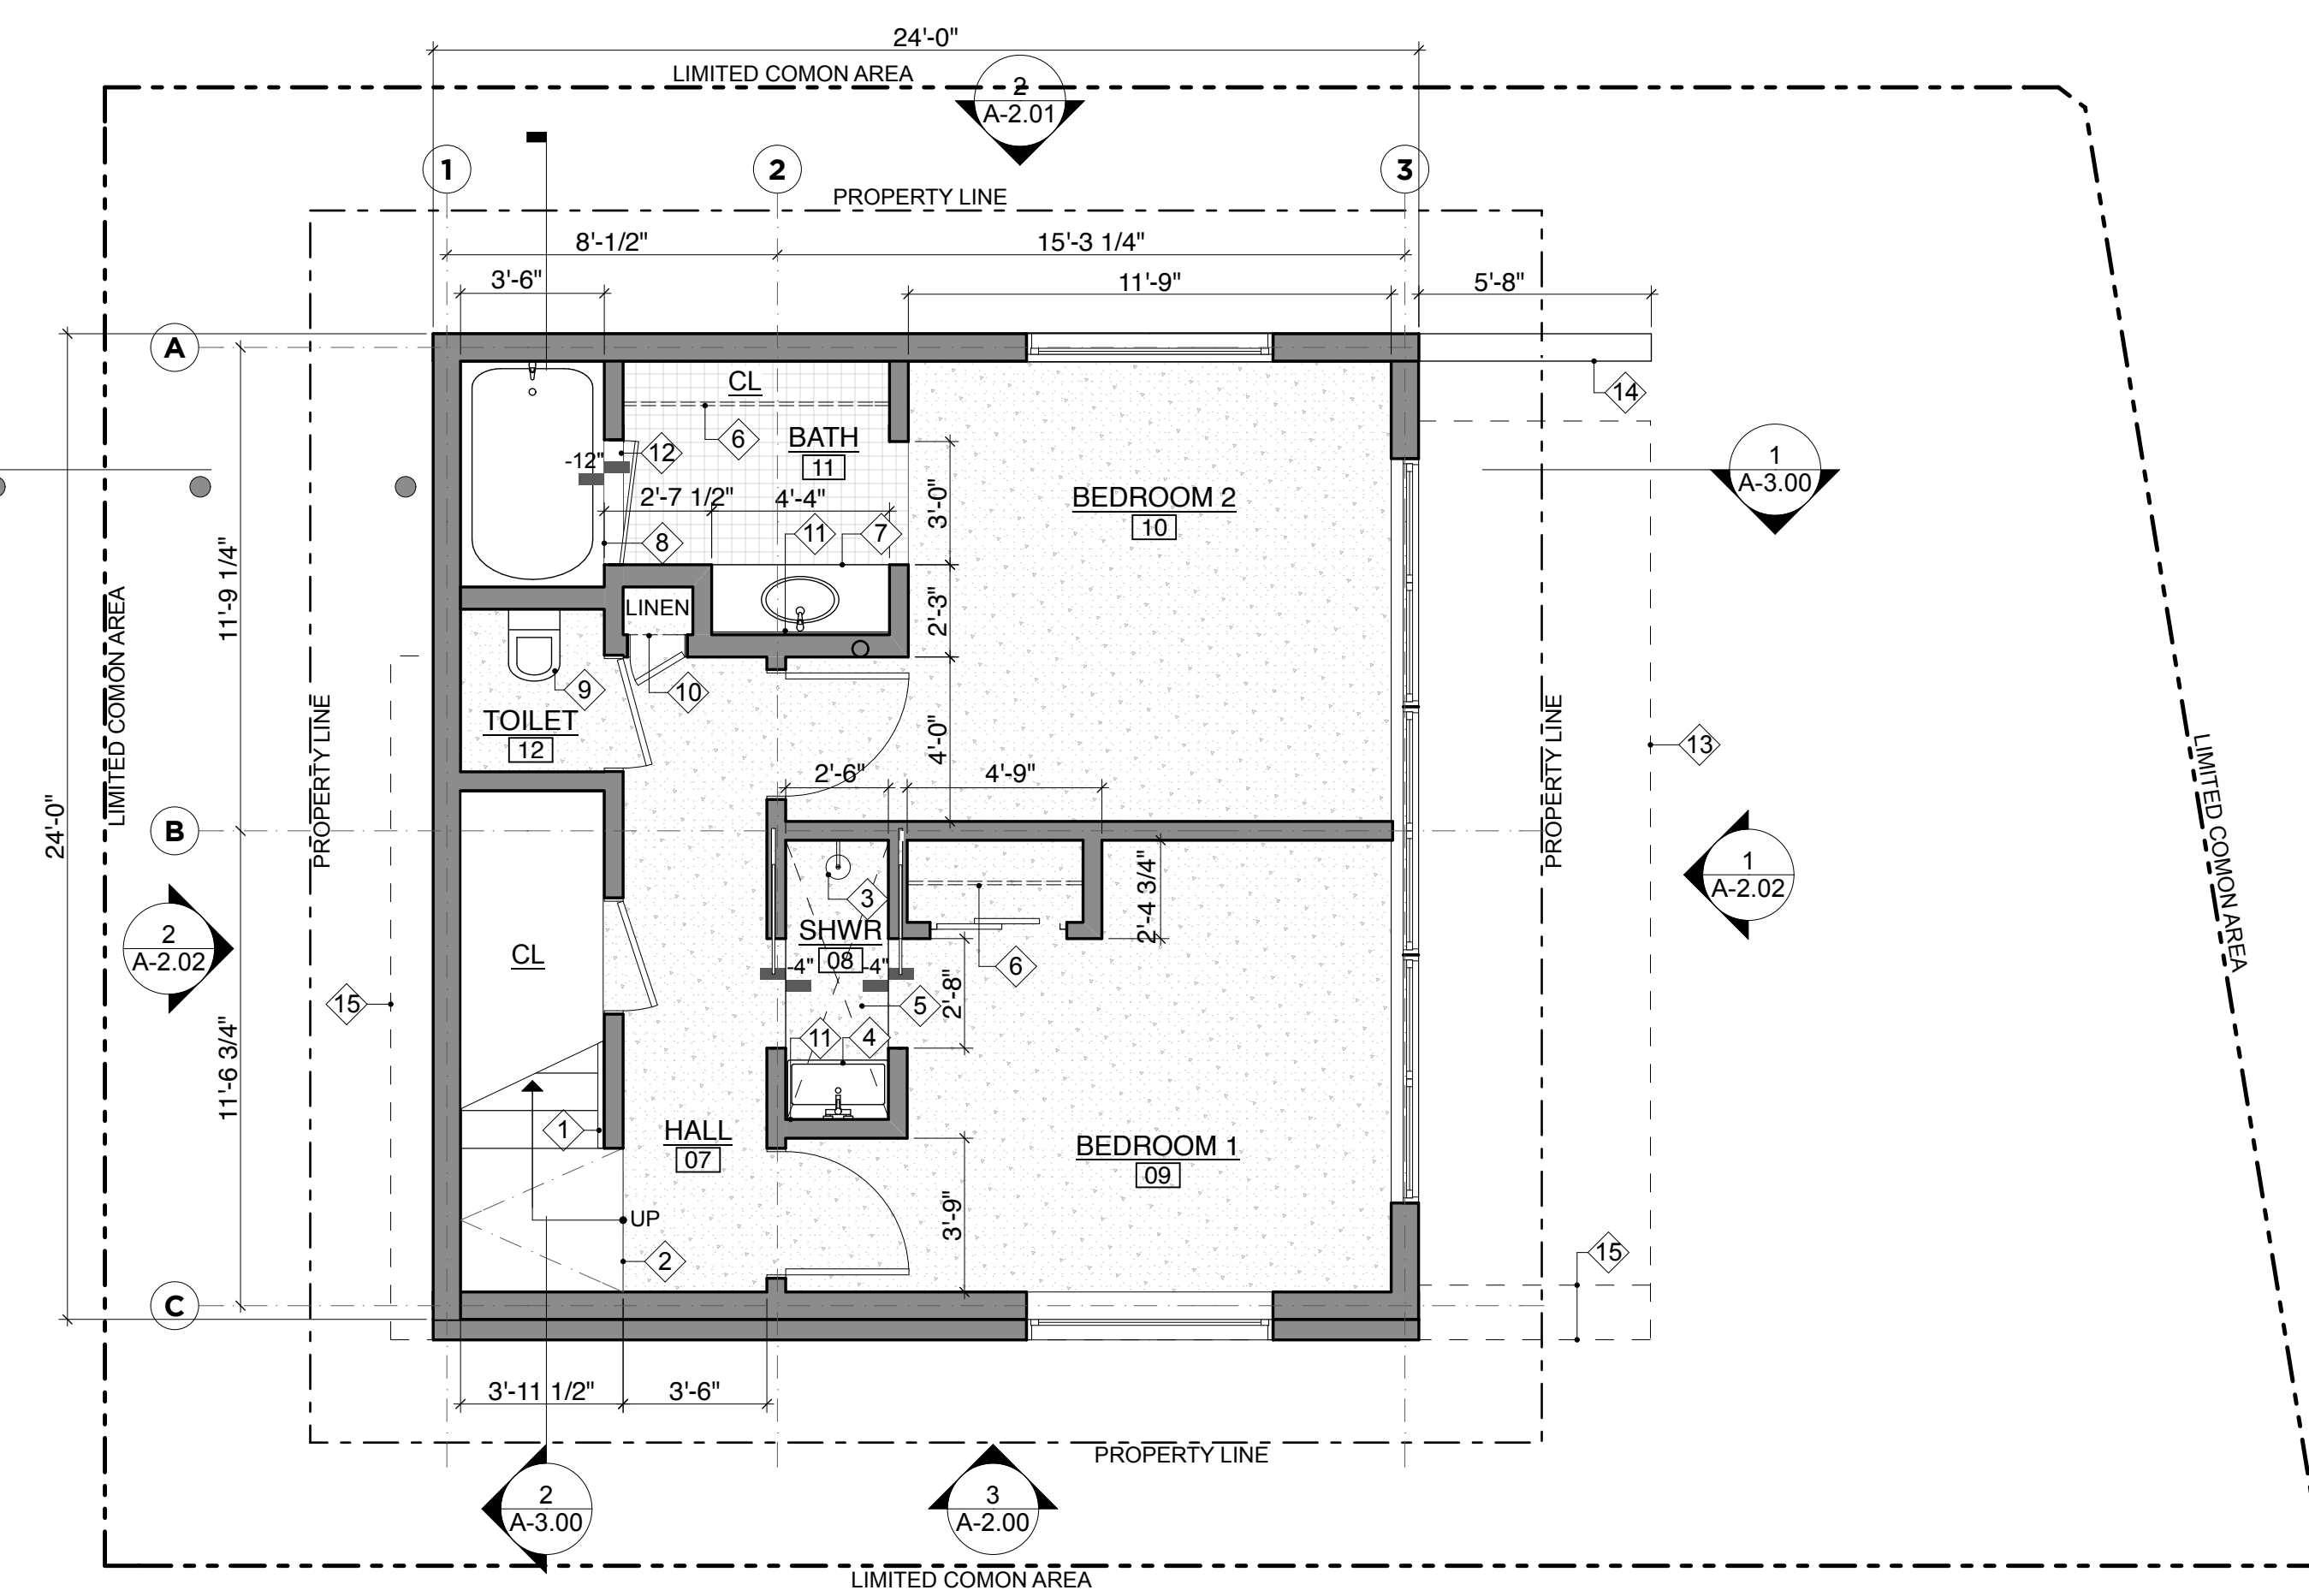 24'-0"
LIMITED COMON AREA
2
A-2.01
1
2
3
PROPERTY LINE
8'-1/2"
15'-3 1/4"
3'-6"
11'-9"
5'-8"
A
CL
14
6
BATH
11
12
-12"
BEDROOM 2
10
1
A-3.00
2'-7 1/2"
4'-4"
3'-0"
11
7
8
11'-9 1/4"
LIMITED COMON AREA
LINEN
2'-3"
9
10
TOILET
12
PROPERTY LINE
4'-0"
PROPERTY LINE
13
LIMITED COMON AREA
2'-6"
4'-9"
24'-0"
B
1
A-2.02
3
2'-4 3/4"
2
A-2.02
SHWR
08
-4"
-4"
CL
6
2'-8"
15
5
11
4
11'-6 3/4"
1
HALL
07
BEDROOM 1
09
3'-9"
UP
2
15
C
3'-11 1/2"
3'-6"
PROPERTY LINE
2
A-3.00
3
A-2.00
LIMITED COMON AREA